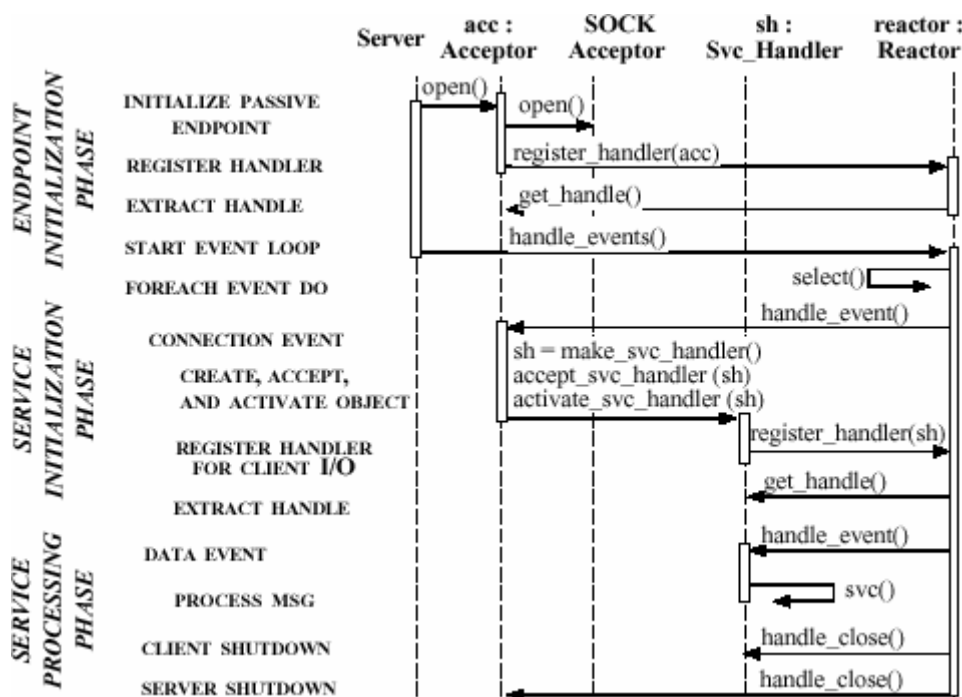 Server
acc :
Acceptor
SOCK
Acceptor
sh :
Svc_Handler
reactor :
Reactor
ENDPOINT
INITIALIZATION
PHASE
INITIALIZE PASSIVE
ENDPOINT
open()
open()
REGISTER HANDLER
register_handler(acc)
EXTRACT HANDLE
get_handle()
START EVENT LOOP
handle_events()
FOREACH EVENT DO
select()
SERVICE
INITIALIZATION
PHASE
CONNECTION EVENT
handle_event()
CREATE, ACCEPT,
AND ACTIVATE OBJECT
sh = make_svc_handler()
accept_svc_handler (sh)
activate_svc_handler (sh)
REGISTER HANDLER
FOR CLIENT I/O
register_handler(sh)
EXTRACT HANDLE
get_handle()
SERVICE
PROCESSING
PHASE
DATA EVENT
handle_event()
PROCESS MSG
svc()
CLIENT SHUTDOWN
handle_close()
SERVER SHUTDOWN
handle_close()